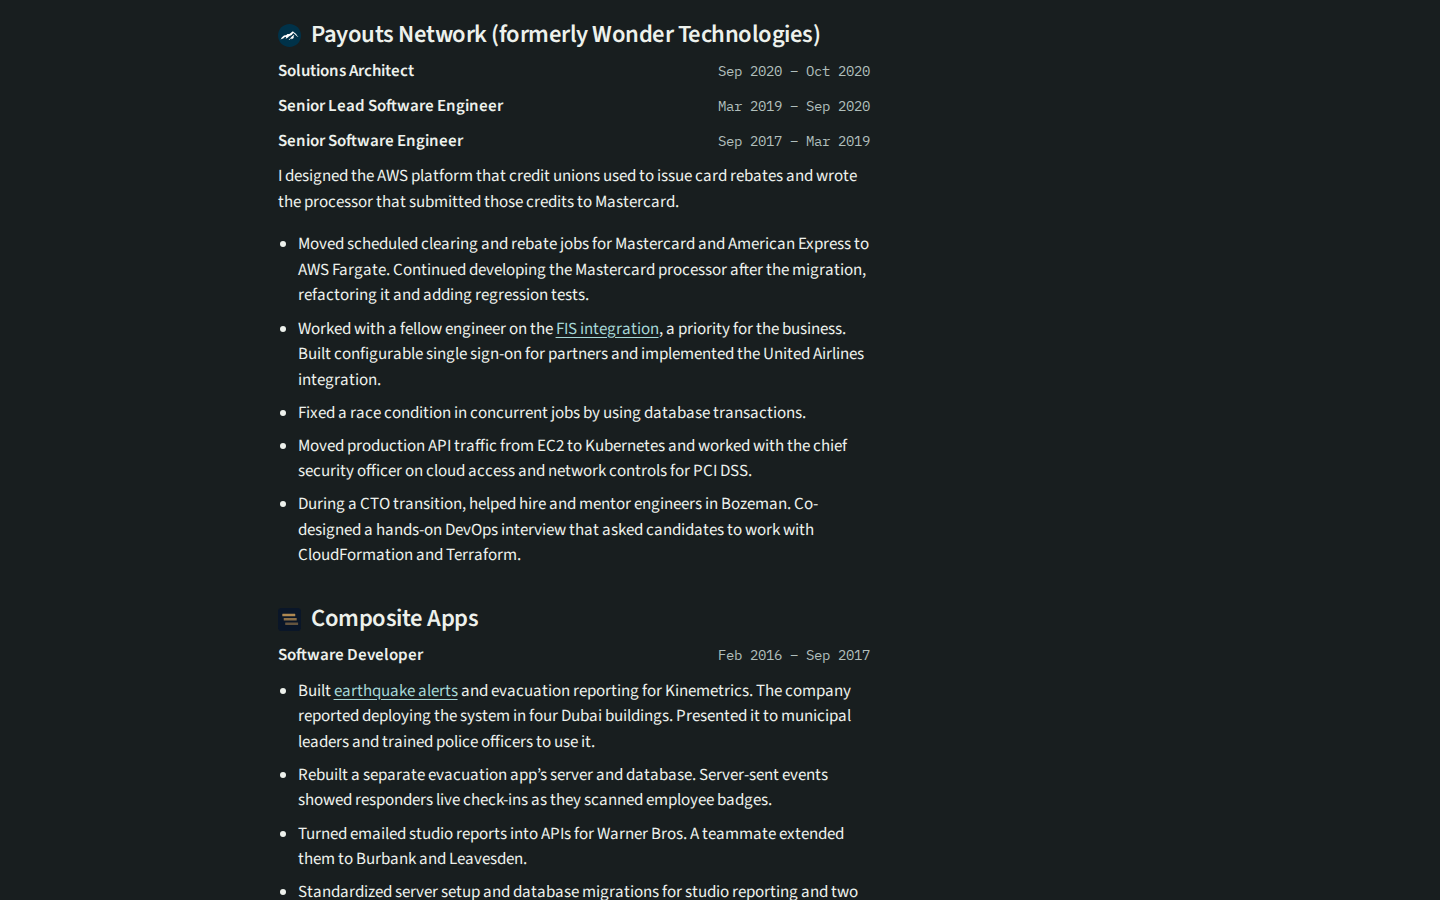 Payouts Network (formerly Wonder Technologies)
Solutions Architect Sep 2020 – Oct 2020
Senior Lead Software Engineer Mar 2019 – Sep 2020
Senior Software Engineer Sep 2017 – Mar 2019
I designed the AWS platform that credit unions used to issue card rebates and wrote
the processor that submitted those credits to Mastercard.
• Moved scheduled clearing and rebate jobs for Mastercard and American Express to
AWS Fargate. Continued developing the Mastercard processor after the migration,
refactoring it and adding regression tests.
• Worked with a fellow engineer on the FIS integration, a priority for the business.
Built configurable single sign-on for partners and implemented the United Airlines
integration.
• Fixed a race condition in concurrent jobs by using database transactions.
• Moved production API traffic from EC2 to Kubernetes and worked with the chief
security officer on cloud access and network controls for PCI DSS.
• During a CTO transition, helped hire and mentor engineers in Bozeman. Co-
designed a hands-on DevOps interview that asked candidates to work with
CloudFormation and Terraform.
Composite Apps
Software Developer Feb 2016 – Sep 2017
• Built earthquake alerts and evacuation reporting for Kinemetrics. The company
reported deploying the system in four Dubai buildings. Presented it to municipal
leaders and trained police officers to use it.
• Rebuilt a separate evacuation app’s server and database. Server-sent events
showed responders live check-ins as they scanned employee badges.
• Turned emailed studio reports into APIs for Warner Bros. A teammate extended
them to Burbank and Leavesden.
• Standardized server setup and database migrations for studio reporting and two